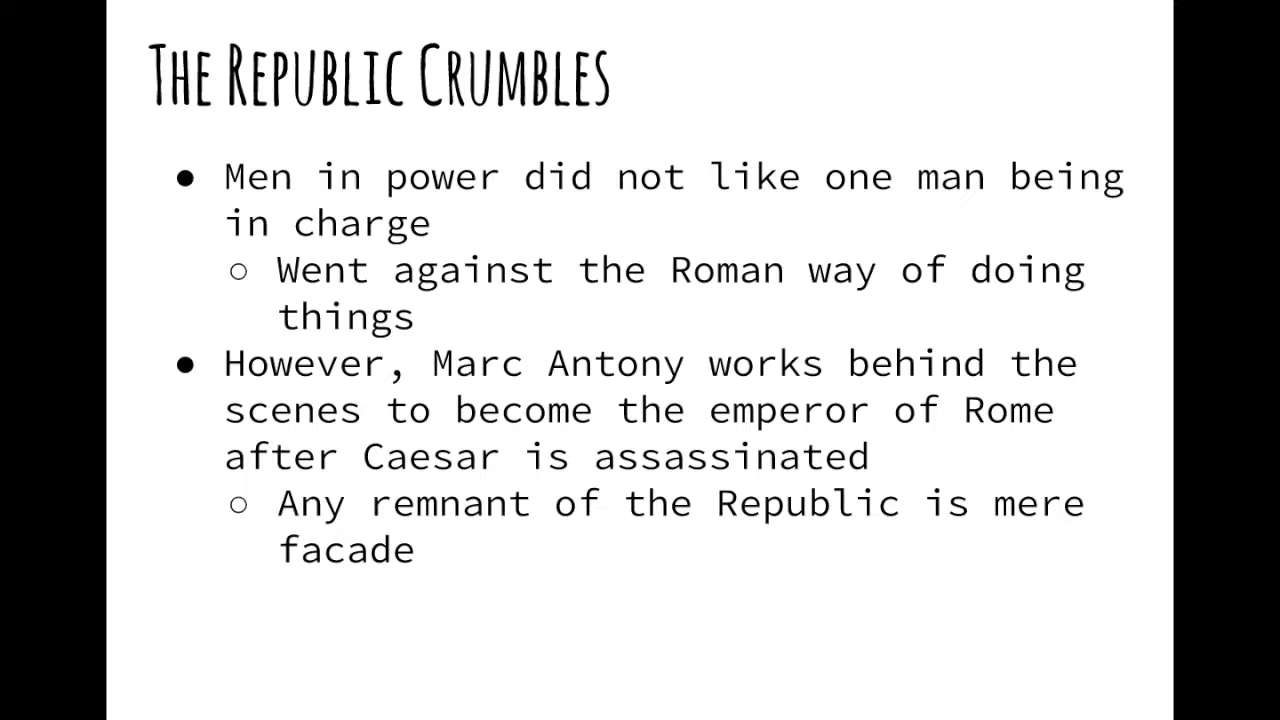 The Republic Crumbles
● Men in power did not like one man being
in charge
○ Went against the Roman way of doing
things
● However, Marc Antony works behind the
scenes to become the emperor of Rome
after Caesar is assassinated
○ Any remnant of the Republic is mere
facade